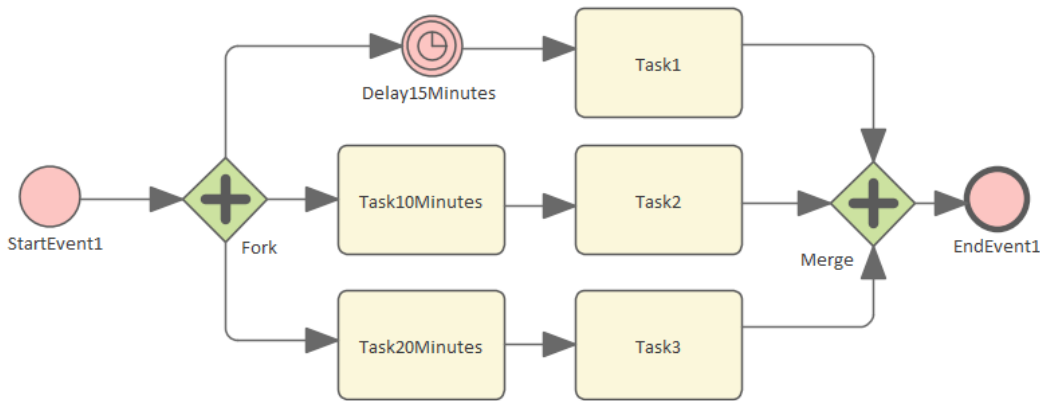 Task1
Delay15Minutes
Task10Minutes
Task2
StartEvent1
Fork
Merge
EndEvent1
Task20Minutes
Task3